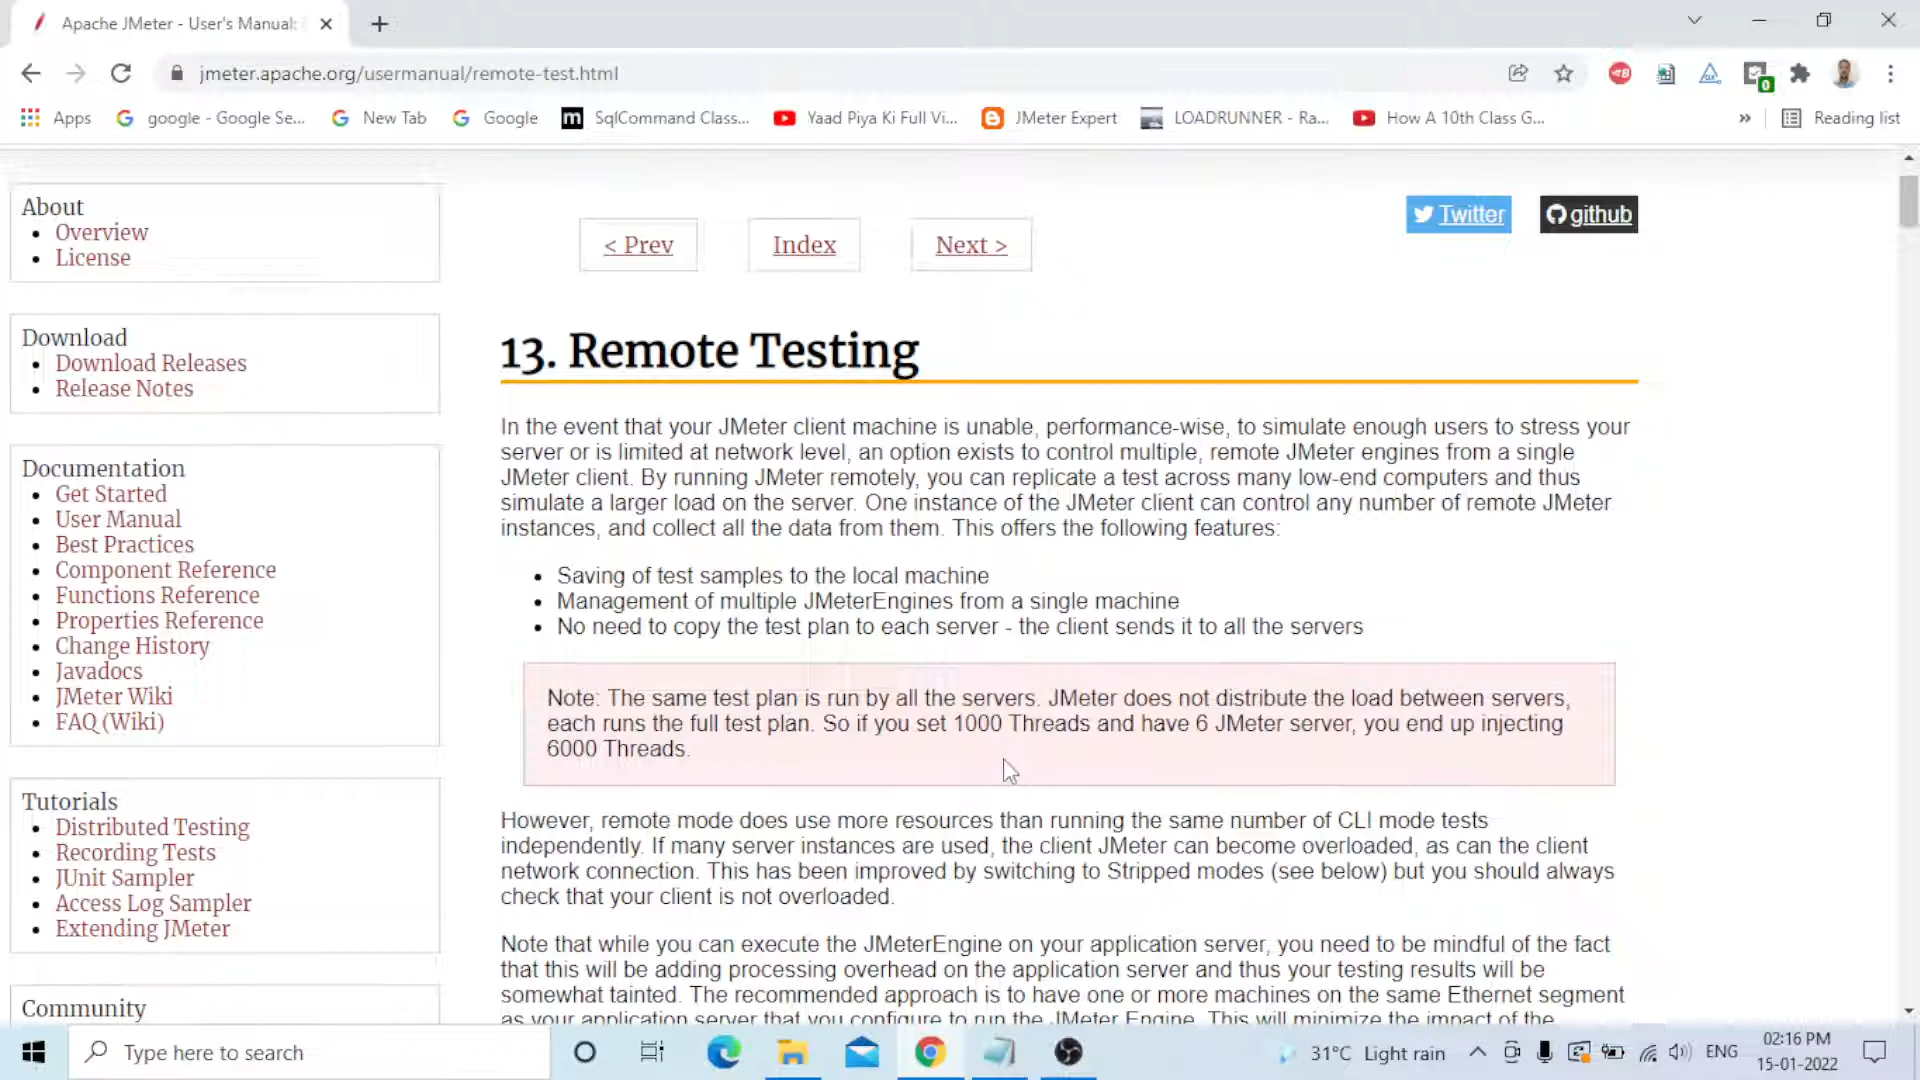 Apache JMeter - User's Manual:
jmeter.apache.org/usermanual/remote-test.html
0
Apps
google - Google Se...
New Tab
Google
m
SqlCommand Class...
Yaad Piya Ki Full Vi...
JMeter Expert
LOADRUNNER - Ra...
How A 10th Class G...
»
Reading list
About
• Overview
• License
Download
• Download Releases
• Release Notes
Documentation
• Get Started
• User Manual
• Best Practices
• Component Reference
• Functions Reference
• Properties Reference
• Change History
• Javadocs
• JMeter Wiki
• FAQ (Wiki)
Tutorials
• Distributed Testing
• Recording Tests
• JUnit Sampler
• Access Log Sampler
• Extending JMeter
Community
< Prev
Index
Next >
Twitter
github
13. Remote Testing
In the event that your JMeter client machine is unable, performance-wise, to simulate enough users to stress your
server or is limited at network level, an option exists to control multiple, remote JMeter engines from a single
JMeter client. By running JMeter remotely, you can replicate a test across many low-end computers and thus
simulate a larger load on the server. One instance of the JMeter client can control any number of remote JMeter
instances, and collect all the data from them. This offers the following features:
• Saving of test samples to the local machine
• Management of multiple JMeterEngines from a single machine
• No need to copy the test plan to each server - the client sends it to all the servers
Note: The same test plan is run by all the servers. JMeter does not distribute the load between servers,
each runs the full test plan. So if you set 1000 Threads and have 6 JMeter server, you end up injecting
6000 Threads.
However, remote mode does use more resources than running the same number of CLI mode tests
independently. If many server instances are used, the client JMeter can become overloaded, as can the client
network connection. This has been improved by switching to Stripped modes (see below) but you should always
check that your client is not overloaded.
Note that while you can execute the JMeterEngine on your application server, you need to be mindful of the fact
that this will be adding processing overhead on the application server and thus your testing results will be
somewhat tainted. The recommended approach is to have one or more machines on the same Ethernet segment
as your application server that you configure to run the JMeter Engine. This will minimize the impact of the
Type here to search
31°C Light rain
ENG
02:16 PM
15-01-2022